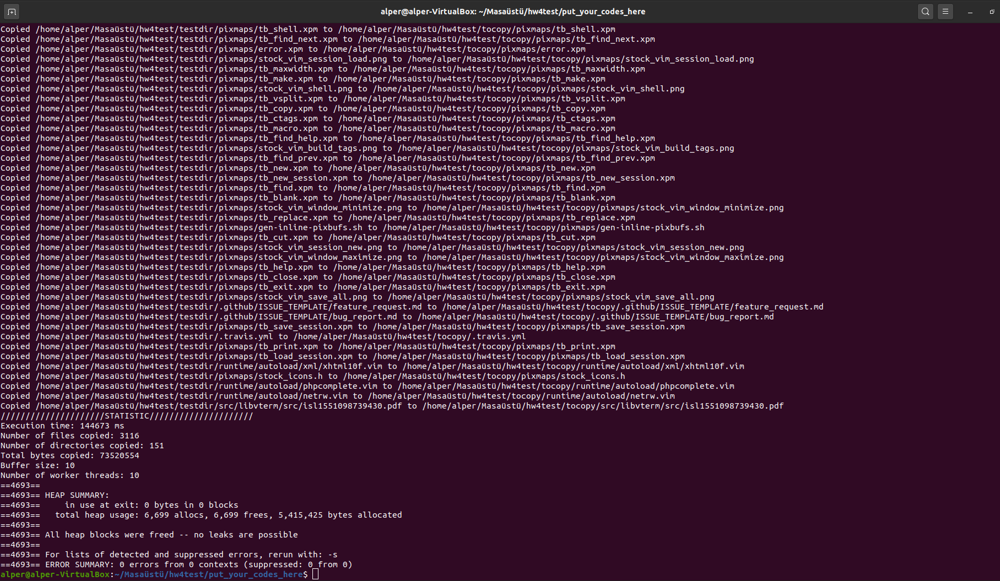 alper@alper-VirtualBox: ~/Masaüstü/hw4test/put_your_codes_here
Copied /home/alper/Masaüstü/hw4test/testdir/pixmaps/tb_shell.xpm to /home/alper/Masaüstü/hw4test/tocopy/pixmaps/tb_shell.xpm
Copied /home/alper/Masaüstü/hw4test/testdir/pixmaps/tb_find_next.xpm to /home/alper/Masaüstü/hw4test/tocopy/pixmaps/tb_find_next.xpm
Copied /home/alper/Masaüstü/hw4test/testdir/pixmaps/error.xpm to /home/alper/Masaüstü/hw4test/tocopy/pixmaps/error.xpm
Copied /home/alper/Masaüstü/hw4test/testdir/pixmaps/stock_vim_session_load.png to /home/alper/Masaüstü/hw4test/tocopy/pixmaps/stock_vim_session_load.png
Copied /home/alper/Masaüstü/hw4test/testdir/pixmaps/tb_maxwidth.xpm to /home/alper/Masaüstü/hw4test/tocopy/pixmaps/tb_maxwidth.xpm
Copied /home/alper/Masaüstü/hw4test/testdir/pixmaps/tb_make.xpm to /home/alper/Masaüstü/hw4test/tocopy/pixmaps/tb_make.xpm
Copied /home/alper/Masaüstü/hw4test/testdir/pixmaps/stock_vim_shell.png to /home/alper/Masaüstü/hw4test/tocopy/pixmaps/stock_vim_shell.png
Copied /home/alper/Masaüstü/hw4test/testdir/pixmaps/tb_vsplit.xpm to /home/alper/Masaüstü/hw4test/tocopy/pixmaps/tb_vsplit.xpm
Copied /home/alper/Masaüstü/hw4test/testdir/pixmaps/tb_copy.xpm to /home/alper/Masaüstü/hw4test/tocopy/pixmaps/tb_copy.xpm
Copied /home/alper/Masaüstü/hw4test/testdir/pixmaps/tb_ctags.xpm to /home/alper/Masaüstü/hw4test/tocopy/pixmaps/tb_ctags.xpm
Copied /home/alper/Masaüstü/hw4test/testdir/pixmaps/tb_macro.xpm to /home/alper/Masaüstü/hw4test/tocopy/pixmaps/tb_macro.xpm
Copied /home/alper/Masaüstü/hw4test/testdir/pixmaps/tb_find_help.xpm to /home/alper/Masaüstü/hw4test/tocopy/pixmaps/tb_find_help.xpm
Copied /home/alper/Masaüstü/hw4test/testdir/pixmaps/stock_vim_build_tags.png to /home/alper/Masaüstü/hw4test/tocopy/pixmaps/stock_vim_build_tags.png
Copied /home/alper/Masaüstü/hw4test/testdir/pixmaps/tb_find_prev.xpm to /home/alper/Masaüstü/hw4test/tocopy/pixmaps/tb_find_prev.xpm
Copied /home/alper/Masaüstü/hw4test/testdir/pixmaps/tb_new.xpm to /home/alper/Masaüstü/hw4test/tocopy/pixmaps/tb_new.xpm
Copied /home/alper/Masaüstü/hw4test/testdir/pixmaps/tb_new_session.xpm to /home/alper/Masaüstü/hw4test/tocopy/pixmaps/tb_new_session.xpm
Copied /home/alper/Masaüstü/hw4test/testdir/pixmaps/tb_find.xpm to /home/alper/Masaüstü/hw4test/tocopy/pixmaps/tb_find.xpm
Copied /home/alper/Masaüstü/hw4test/testdir/pixmaps/tb_blank.xpm to /home/alper/Masaüstü/hw4test/tocopy/pixmaps/tb_blank.xpm
Copied /home/alper/Masaüstü/hw4test/testdir/pixmaps/stock_vim_window_minimize.png to /home/alper/Masaüstü/hw4test/tocopy/pixmaps/stock_vim_window_minimize.png
Copied /home/alper/Masaüstü/hw4test/testdir/pixmaps/tb_replace.xpm to /home/alper/Masaüstü/hw4test/tocopy/pixmaps/tb_replace.xpm
Copied /home/alper/Masaüstü/hw4test/testdir/pixmaps/gen-inline-pixbufs.sh to /home/alper/Masaüstü/hw4test/tocopy/pixmaps/gen-inline-pixbufs.sh
Copied /home/alper/Masaüstü/hw4test/testdir/pixmaps/tb_cut.xpm to /home/alper/Masaüstü/hw4test/tocopy/pixmaps/tb_cut.xpm
Copied /home/alper/Masaüstü/hw4test/testdir/pixmaps/stock_vim_session_new.png to /home/alper/Masaüstü/hw4test/tocopy/pixmaps/stock_vim_session_new.png
Copied /home/alper/Masaüstü/hw4test/testdir/pixmaps/stock_vim_window_maximize.png to /home/alper/Masaüstü/hw4test/tocopy/pixmaps/stock_vim_window_maximize.png
Copied /home/alper/Masaüstü/hw4test/testdir/pixmaps/tb_help.xpm to /home/alper/Masaüstü/hw4test/tocopy/pixmaps/tb_help.xpm
Copied /home/alper/Masaüstü/hw4test/testdir/pixmaps/tb_close.xpm to /home/alper/Masaüstü/hw4test/tocopy/pixmaps/tb_close.xpm
Copied /home/alper/Masaüstü/hw4test/testdir/pixmaps/tb_exit.xpm to /home/alper/Masaüstü/hw4test/tocopy/pixmaps/tb_exit.xpm
Copied /home/alper/Masaüstü/hw4test/testdir/pixmaps/stock_vim_save_all.png to /home/alper/Masaüstü/hw4test/tocopy/pixmaps/stock_vim_save_all.png
Copied /home/alper/Masaüstü/hw4test/testdir/.github/ISSUE_TEMPLATE/feature_request.md to /home/alper/Masaüstü/hw4test/tocopy/.github/ISSUE_TEMPLATE/feature_request.md
Copied /home/alper/Masaüstü/hw4test/testdir/.github/ISSUE_TEMPLATE/bug_report.md to /home/alper/Masaüstü/hw4test/tocopy/.github/ISSUE_TEMPLATE/bug_report.md
Copied /home/alper/Masaüstü/hw4test/testdir/pixmaps/tb_save_session.xpm to /home/alper/Masaüstü/hw4test/tocopy/pixmaps/tb_save_session.xpm
Copied /home/alper/Masaüstü/hw4test/testdir/.travis.yml to /home/alper/Masaüstü/hw4test/tocopy/.travis.yml
Copied /home/alper/Masaüstü/hw4test/testdir/pixmaps/tb_print.xpm to /home/alper/Masaüstü/hw4test/tocopy/pixmaps/tb_print.xpm
Copied /home/alper/Masaüstü/hw4test/testdir/pixmaps/tb_load_session.xpm to /home/alper/Masaüstü/hw4test/tocopy/pixmaps/tb_load_session.xpm
Copied /home/alper/Masaüstü/hw4test/testdir/runtime/autoload/xml/xhtml10f.vim to /home/alper/Masaüstü/hw4test/tocopy/runtime/autoload/xml/xhtml10f.vim
Copied /home/alper/Masaüstü/hw4test/testdir/pixmaps/stock_icons.h to /home/alper/Masaüstü/hw4test/tocopy/pixmaps/stock_icons.h
Copied /home/alper/Masaüstü/hw4test/testdir/runtime/autoload/phpcomplete.vim to /home/alper/Masaüstü/hw4test/tocopy/runtime/autoload/phpcomplete.vim
Copied /home/alper/Masaüstü/hw4test/testdir/runtime/autoload/netrw.vim to /home/alper/Masaüstü/hw4test/tocopy/runtime/autoload/netrw.vim
Copied /home/alper/Masaüstü/hw4test/testdir/src/libvterm/src/isl1551098739430.pdf to /home/alper/Masaüstü/hw4test/tocopy/src/libvterm/src/isl1551098739430.pdf
/////////////////////STATISTIC/////////////////////
Execution time: 144673 ms
Number of files copied: 3116
Number of directories copied: 151
Total bytes copied: 73520554
Buffer size: 10
Number of worker threads: 10
==4693==
==4693== HEAP SUMMARY:
==4693==     in use at exit: 0 bytes in 0 blocks
==4693==   total heap usage: 6,699 allocs, 6,699 frees, 5,415,425 bytes allocated
==4693==
==4693== All heap blocks were freed -- no leaks are possible
==4693==
==4693== For lists of detected and suppressed errors, rerun with: -s
==4693== ERROR SUMMARY: 0 errors from 0 contexts (suppressed: 0 from 0)
alper@alper-VirtualBox:~/Masaüstü/hw4test/put_your_codes_here$